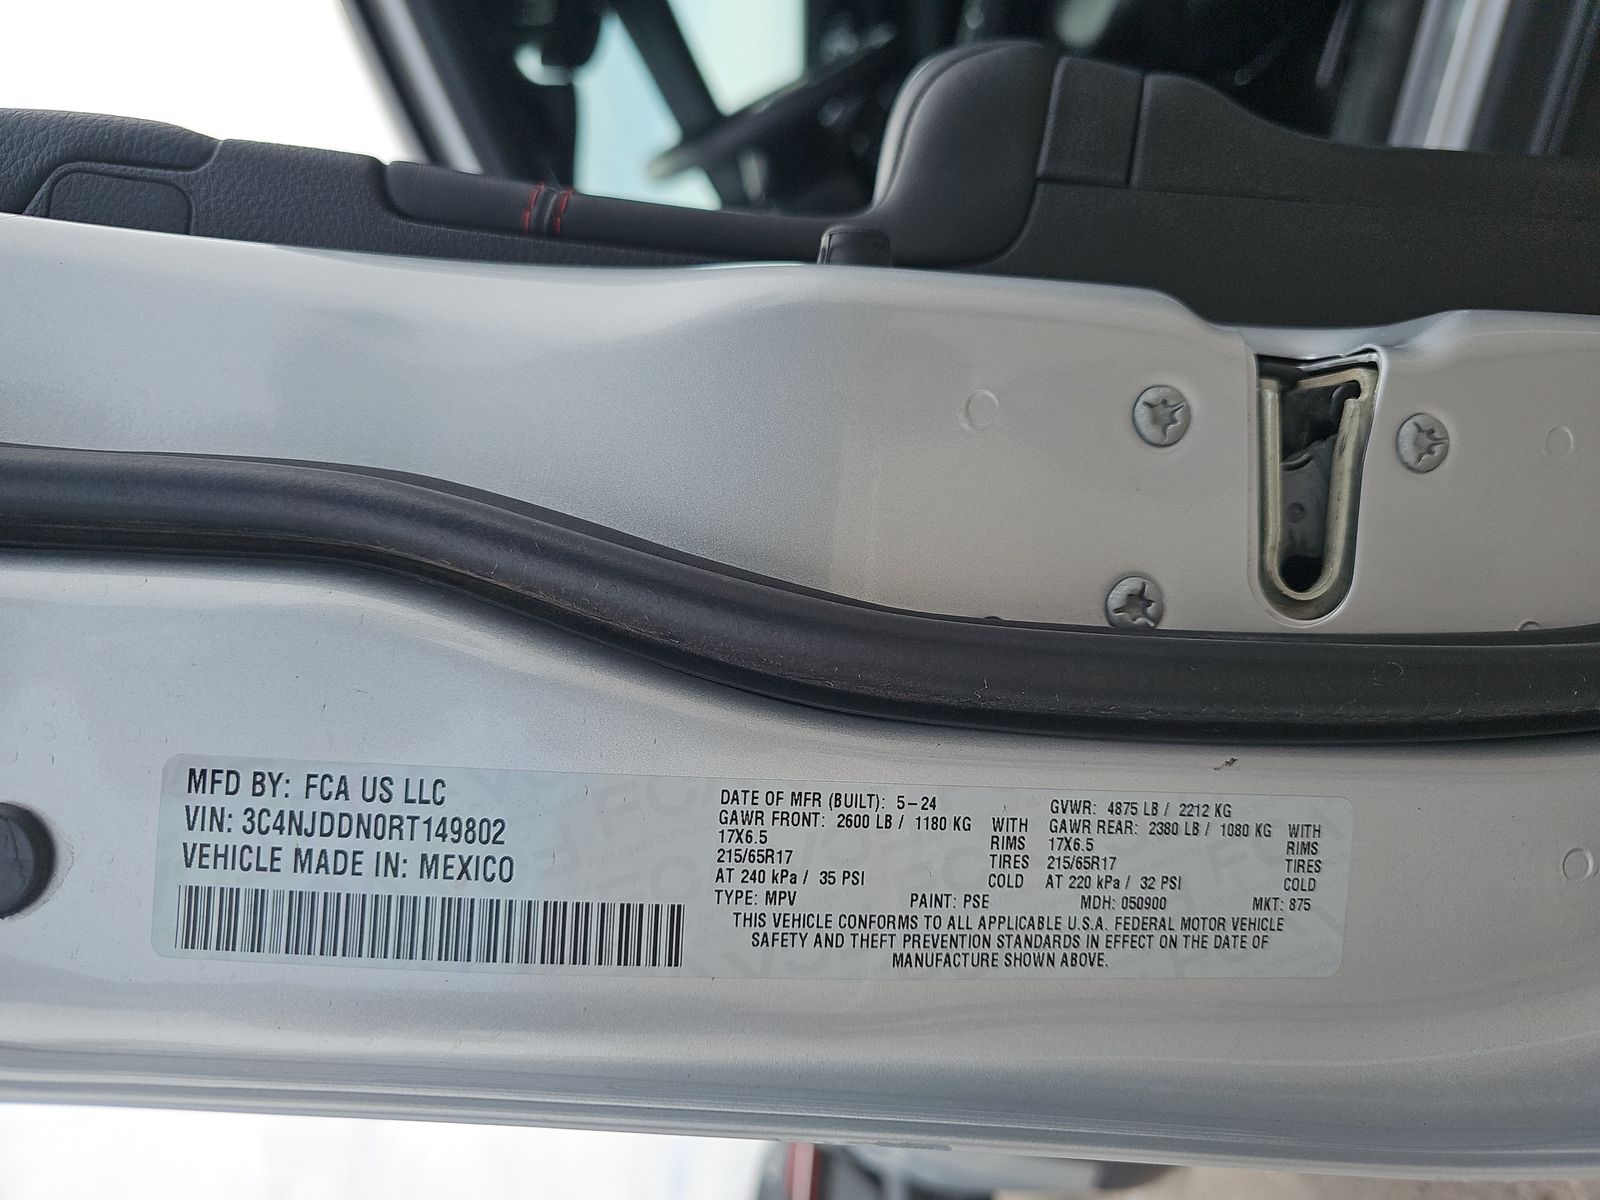 MFD BY: FCA US LLC
VIN: 3C4NJDDN0RT149802
VEHICLE MADE IN: MEXICO
DATE OF MFR (BUILT): 5-24 GVWR: 4875 LB / 2212 KG
GAWR FRONT: 2600 LB / 1180 KG WITH GAWR REAR: 2380 LB / 1080 KG WITH
17X6.5 RIMS 17X6.5 RIMS
215/65R17 TIRES 215/65R17 TIRES
AT 240 kPa / 35 PSI COLD AT 220 kPa / 32 PSI COLD
TYPE: MPV PAINT: PSE MDH: 050900 MKT: 875
THIS VEHICLE CONFORMS TO ALL APPLICABLE U.S.A. FEDERAL MOTOR VEHICLE
SAFETY AND THEFT PREVENTION STANDARDS IN EFFECT ON THE DATE OF
MANUFACTURE SHOWN ABOVE.